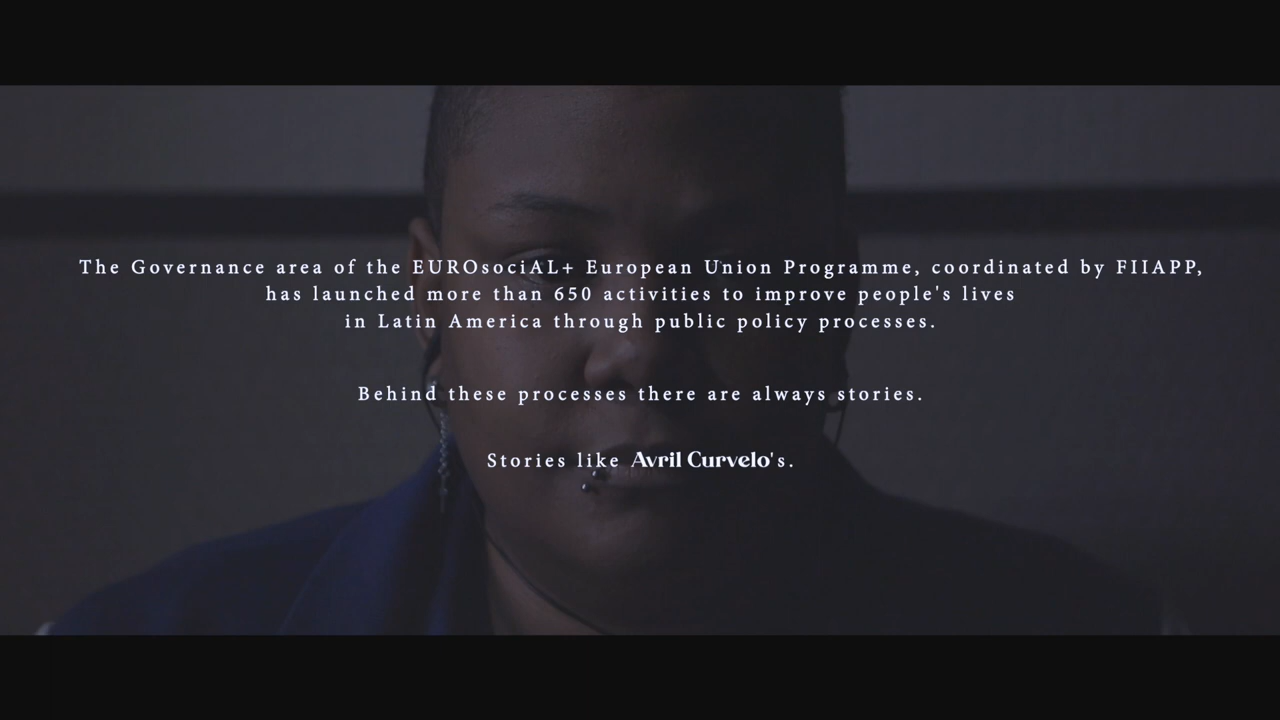 The Governance area of the EUROsociAL+ European Union Programme, coordinated by FIIAPP,
has launched more than 650 activities to improve people's lives
in Latin America through public policy processes.
Behind these processes there are always stories.
Stories like Avril Curvelo's.